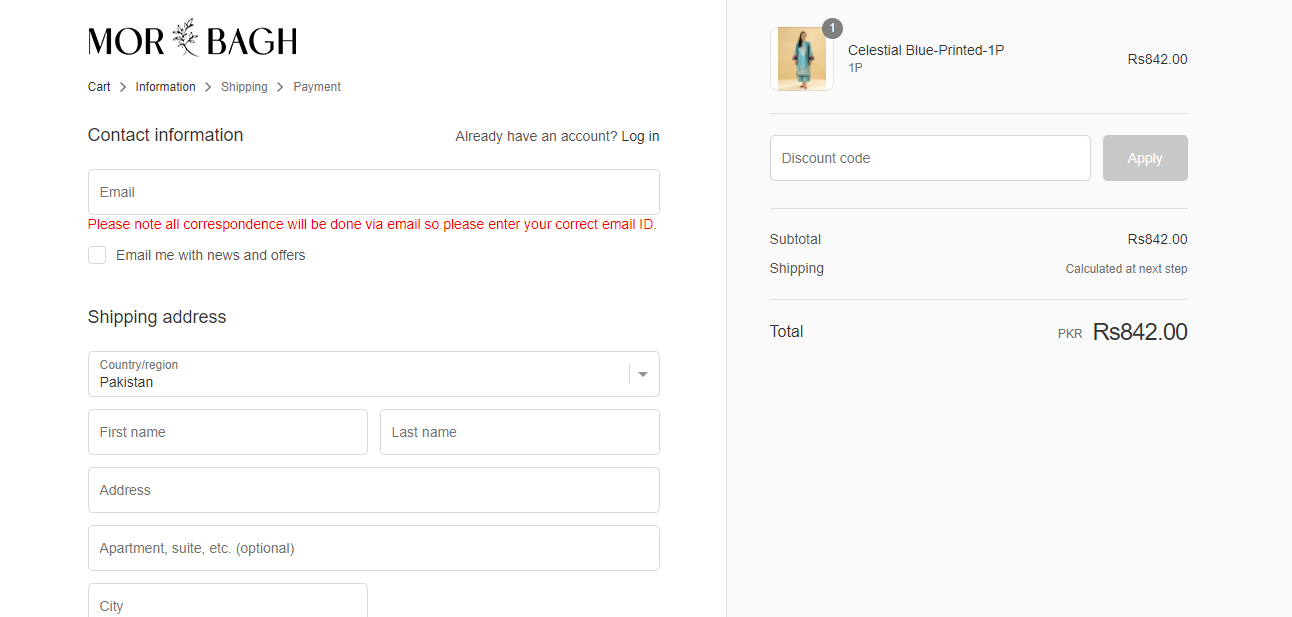 MOR BAGH
Cart > Information > Shipping > Payment
Contact information
Already have an account? Log in
Email
Please note all correspondence will be done via email so please enter your correct email ID.
Email me with news and offers
Shipping address
Country/region
Pakistan
First name
Last name
Address
Apartment, suite, etc. (optional)
City
1
Celestial Blue-Printed-1P
1P
Rs842.00
Discount code
Apply
Subtotal Rs842.00
Shipping Calculated at next step
Total PKR Rs842.00